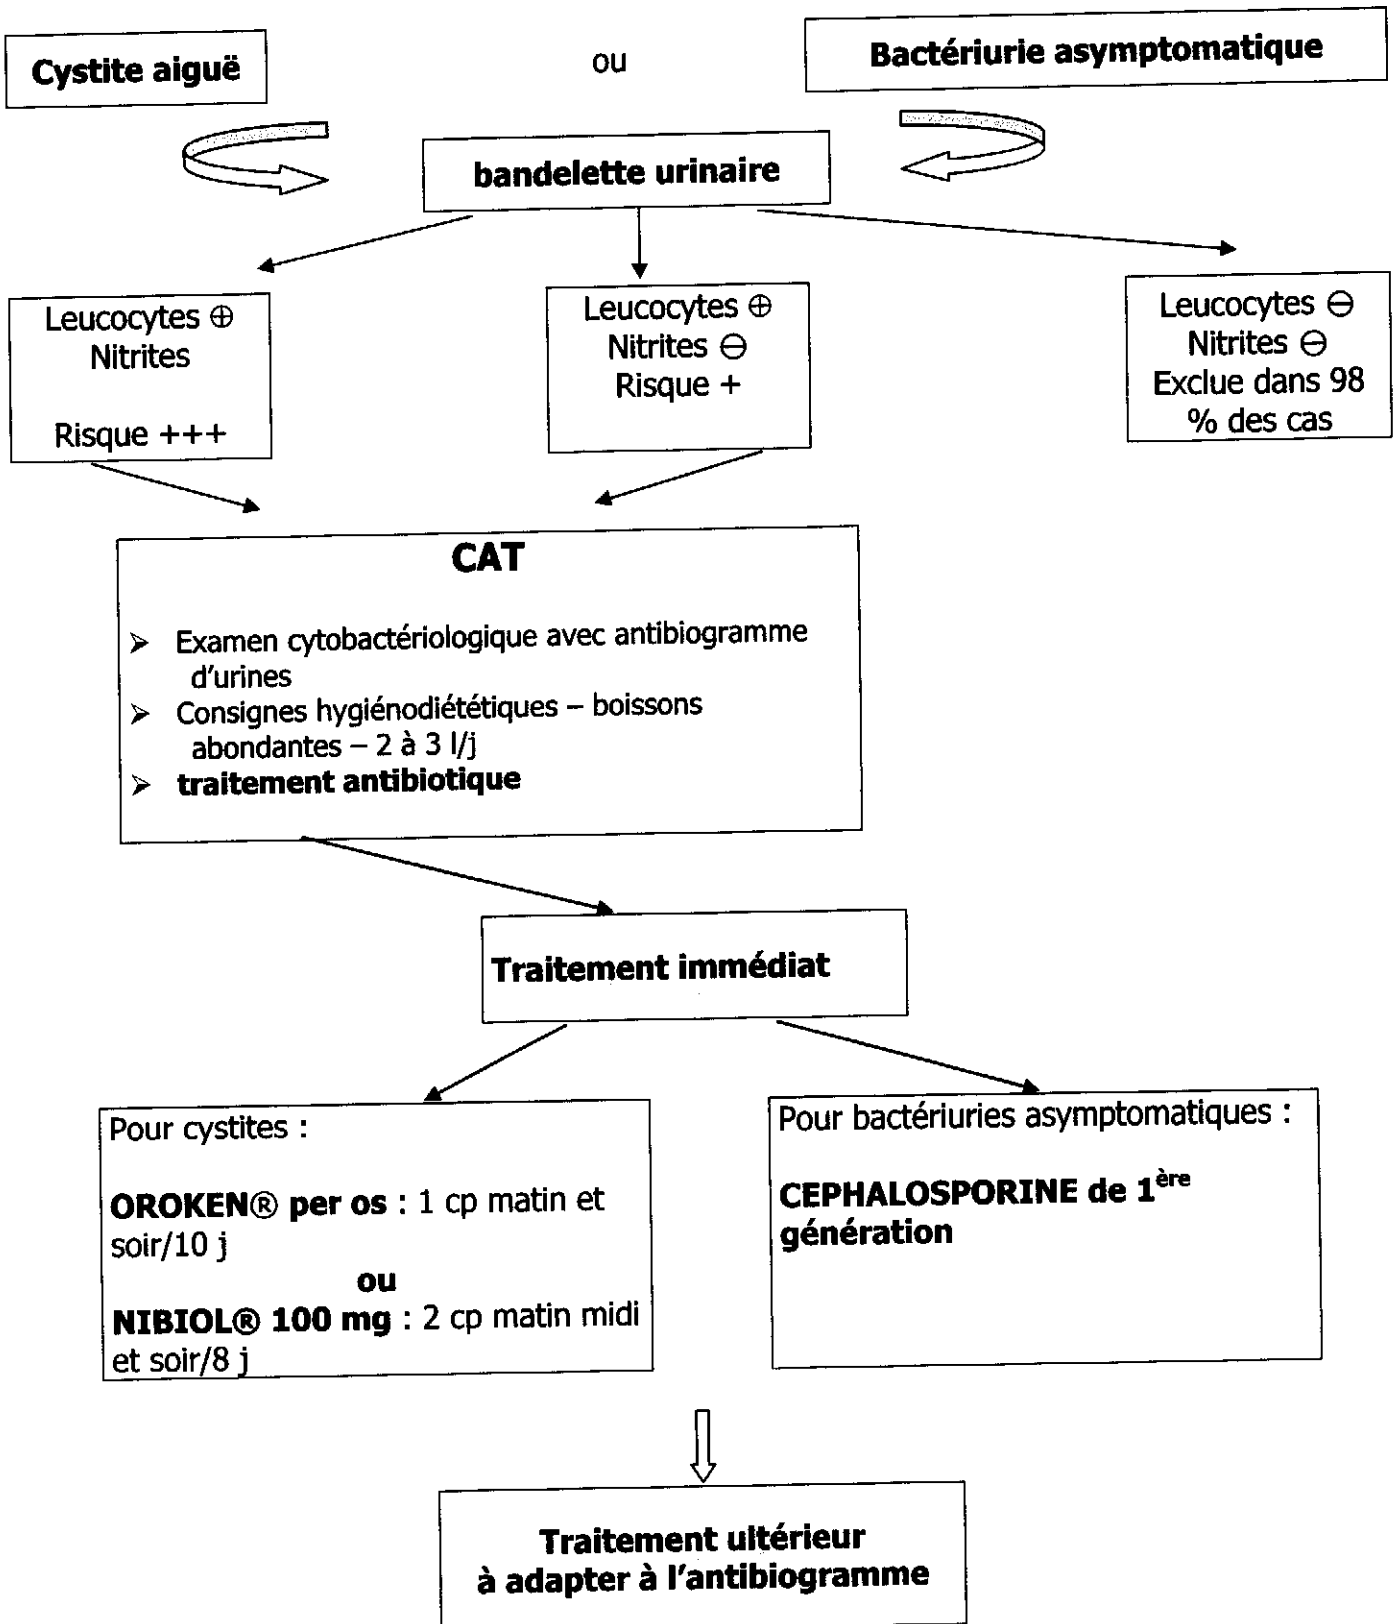 Cystite aiguë
ou
Bactériurie asymptomatique
bandelette urinaire
Leucocytes ⊕
Nitrites
Risque +++
Leucocytes ⊕
Nitrites ⊖
Risque +
Leucocytes ⊖
Nitrites ⊖
Exclue dans 98
% des cas
CAT
➢ Examen cytobactériologique avec antibiogramme
d'urines
➢ Consignes hygiénodiététiques – boissons
abondantes – 2 à 3 l/j
➢ traitement antibiotique
Traitement immédiat
Pour cystites :
OROKEN® per os : 1 cp matin et
soir/10 j
ou
NIBIOL® 100 mg : 2 cp matin midi
et soir/8 j
Pour bactériuries asymptomatiques :
CEPHALOSPORINE de 1ère
génération
Traitement ultérieur
à adapter à l'antibiogramme